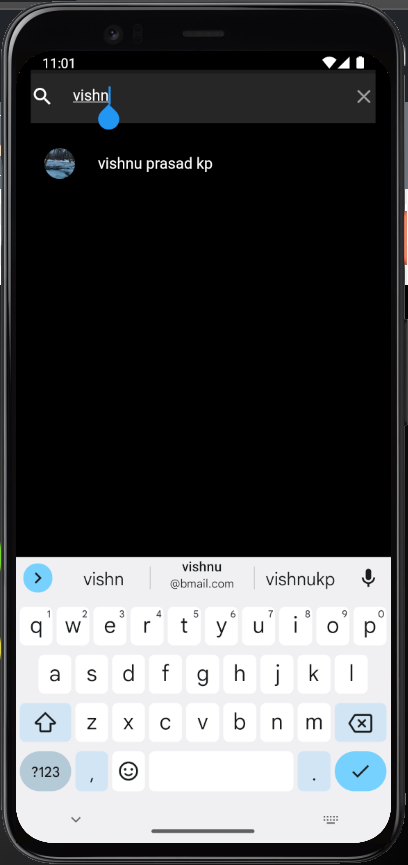 11:01
vishn
vishnu prasad kp
vishn
vishnu
@bmail.com
vishnukp
q1 w2 e3 r4 t5 y6 u7 i8 o9 p0
a s d f g h j k l
z x c v b n m
?123 , .